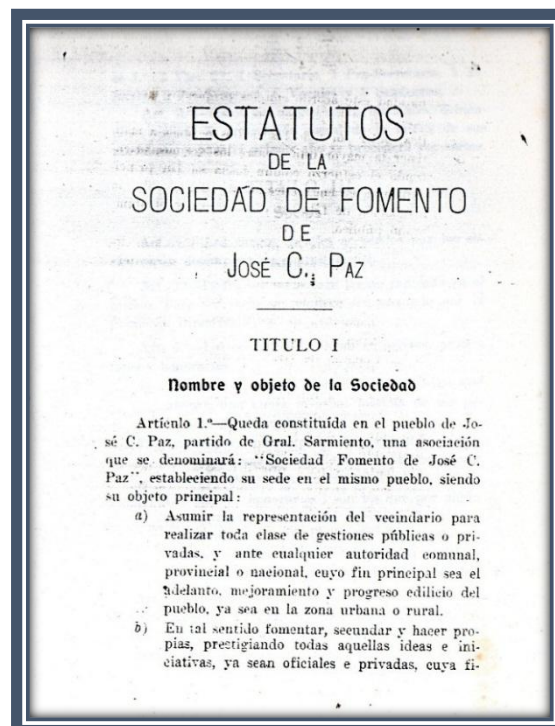 ESTATUTOS
DE LA
SOCIEDAD DE FOMENTO
DE
JOSÉ C. PAZ
TITULO I
Nombre y objeto de la Sociedad
Artículo 1.º—Queda constituída en el pueblo de Jo-
sé C. Paz, partido de Gral. Sarmiento, una asociación
que se denominará: "Sociedad Fomento de José C.
Paz", estableciendo su sede en el mismo pueblo, siendo
su objeto principal:
a) Asumir la representación del vecindario para
realizar toda clase de gestiones públicas o pri-
vadas, y ante cualquier autoridad comunal,
provincial o nacional, cuyo fin principal sea el
adelanto, mejoramiento y progreso edilicio del
pueblo, ya sea en la zona urbana o rural.
b) En tal sentido fomentar, secundar y hacer pro-
pias, prestigiando todas aquellas ideas e ini-
ciativas, ya sean oficiales e privadas, cuya fi-